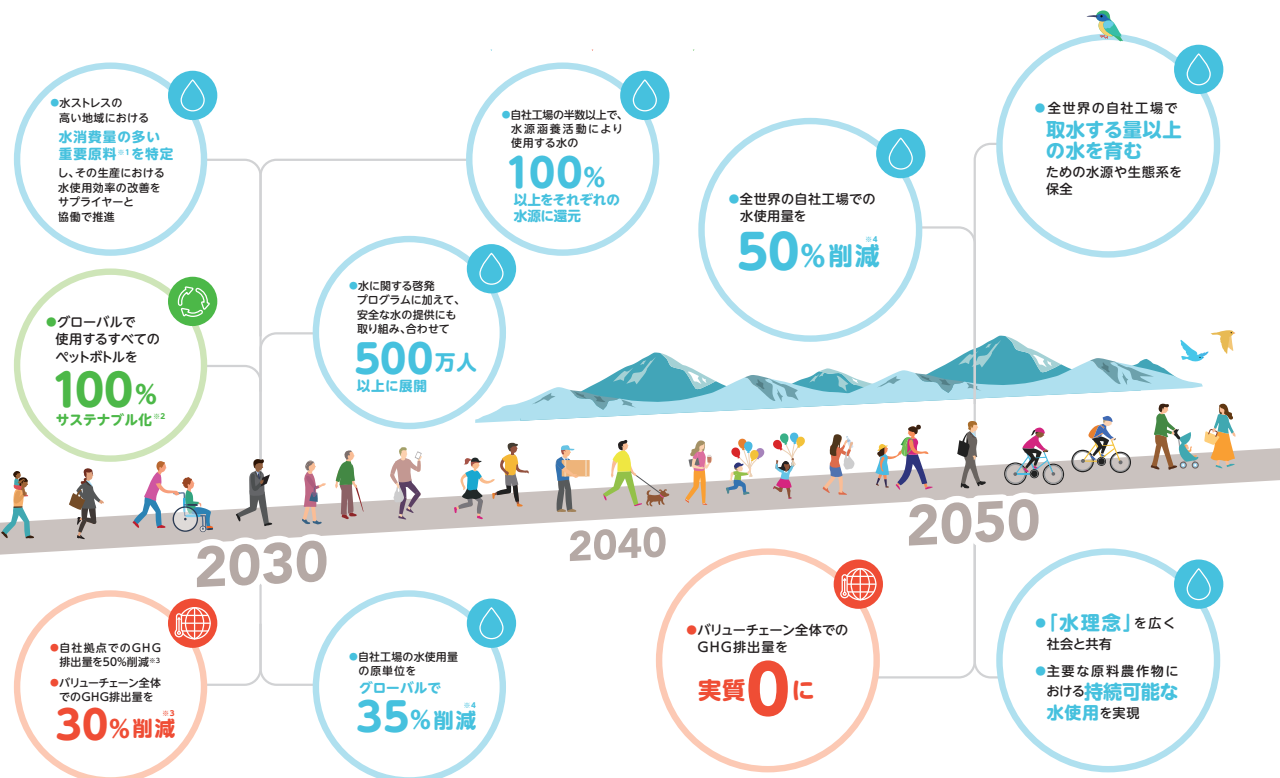 ●水ストレスの
高い地域における
水消費量の多い
重要原料※1を特定
し、その生産における
水使用効率の改善を
サプライヤーと
協働で推進
●自社工場の半数以上で、
水源涵養活動により
使用する水の
100%
以上をそれぞれの
水源に還元
●グローバルで
使用するすべての
ペットボトルを
100%
サステナブル化※2
●水に関する啓発
プログラムに加えて、
安全な水の提供にも
取り組み、合わせて
500万人
以上に展開
●全世界の自社工場での
水使用量を
50%削減※4
●全世界の自社工場で
取水する量以上
の水を育む
ための水源や生態系を
保全
2030
2040
2050
●自社拠点でのGHG
排出量を50%削減※3
●バリューチェーン全体
でのGHG排出量を
30%削減※3
●自社工場の水使用量
の原単位を
グローバルで
35%削減※4
●バリューチェーン全体での
GHG排出量を
実質0に
●「水理念」を広く
社会と共有
●主要な原料農作物に
おける持続可能な
水使用を実現